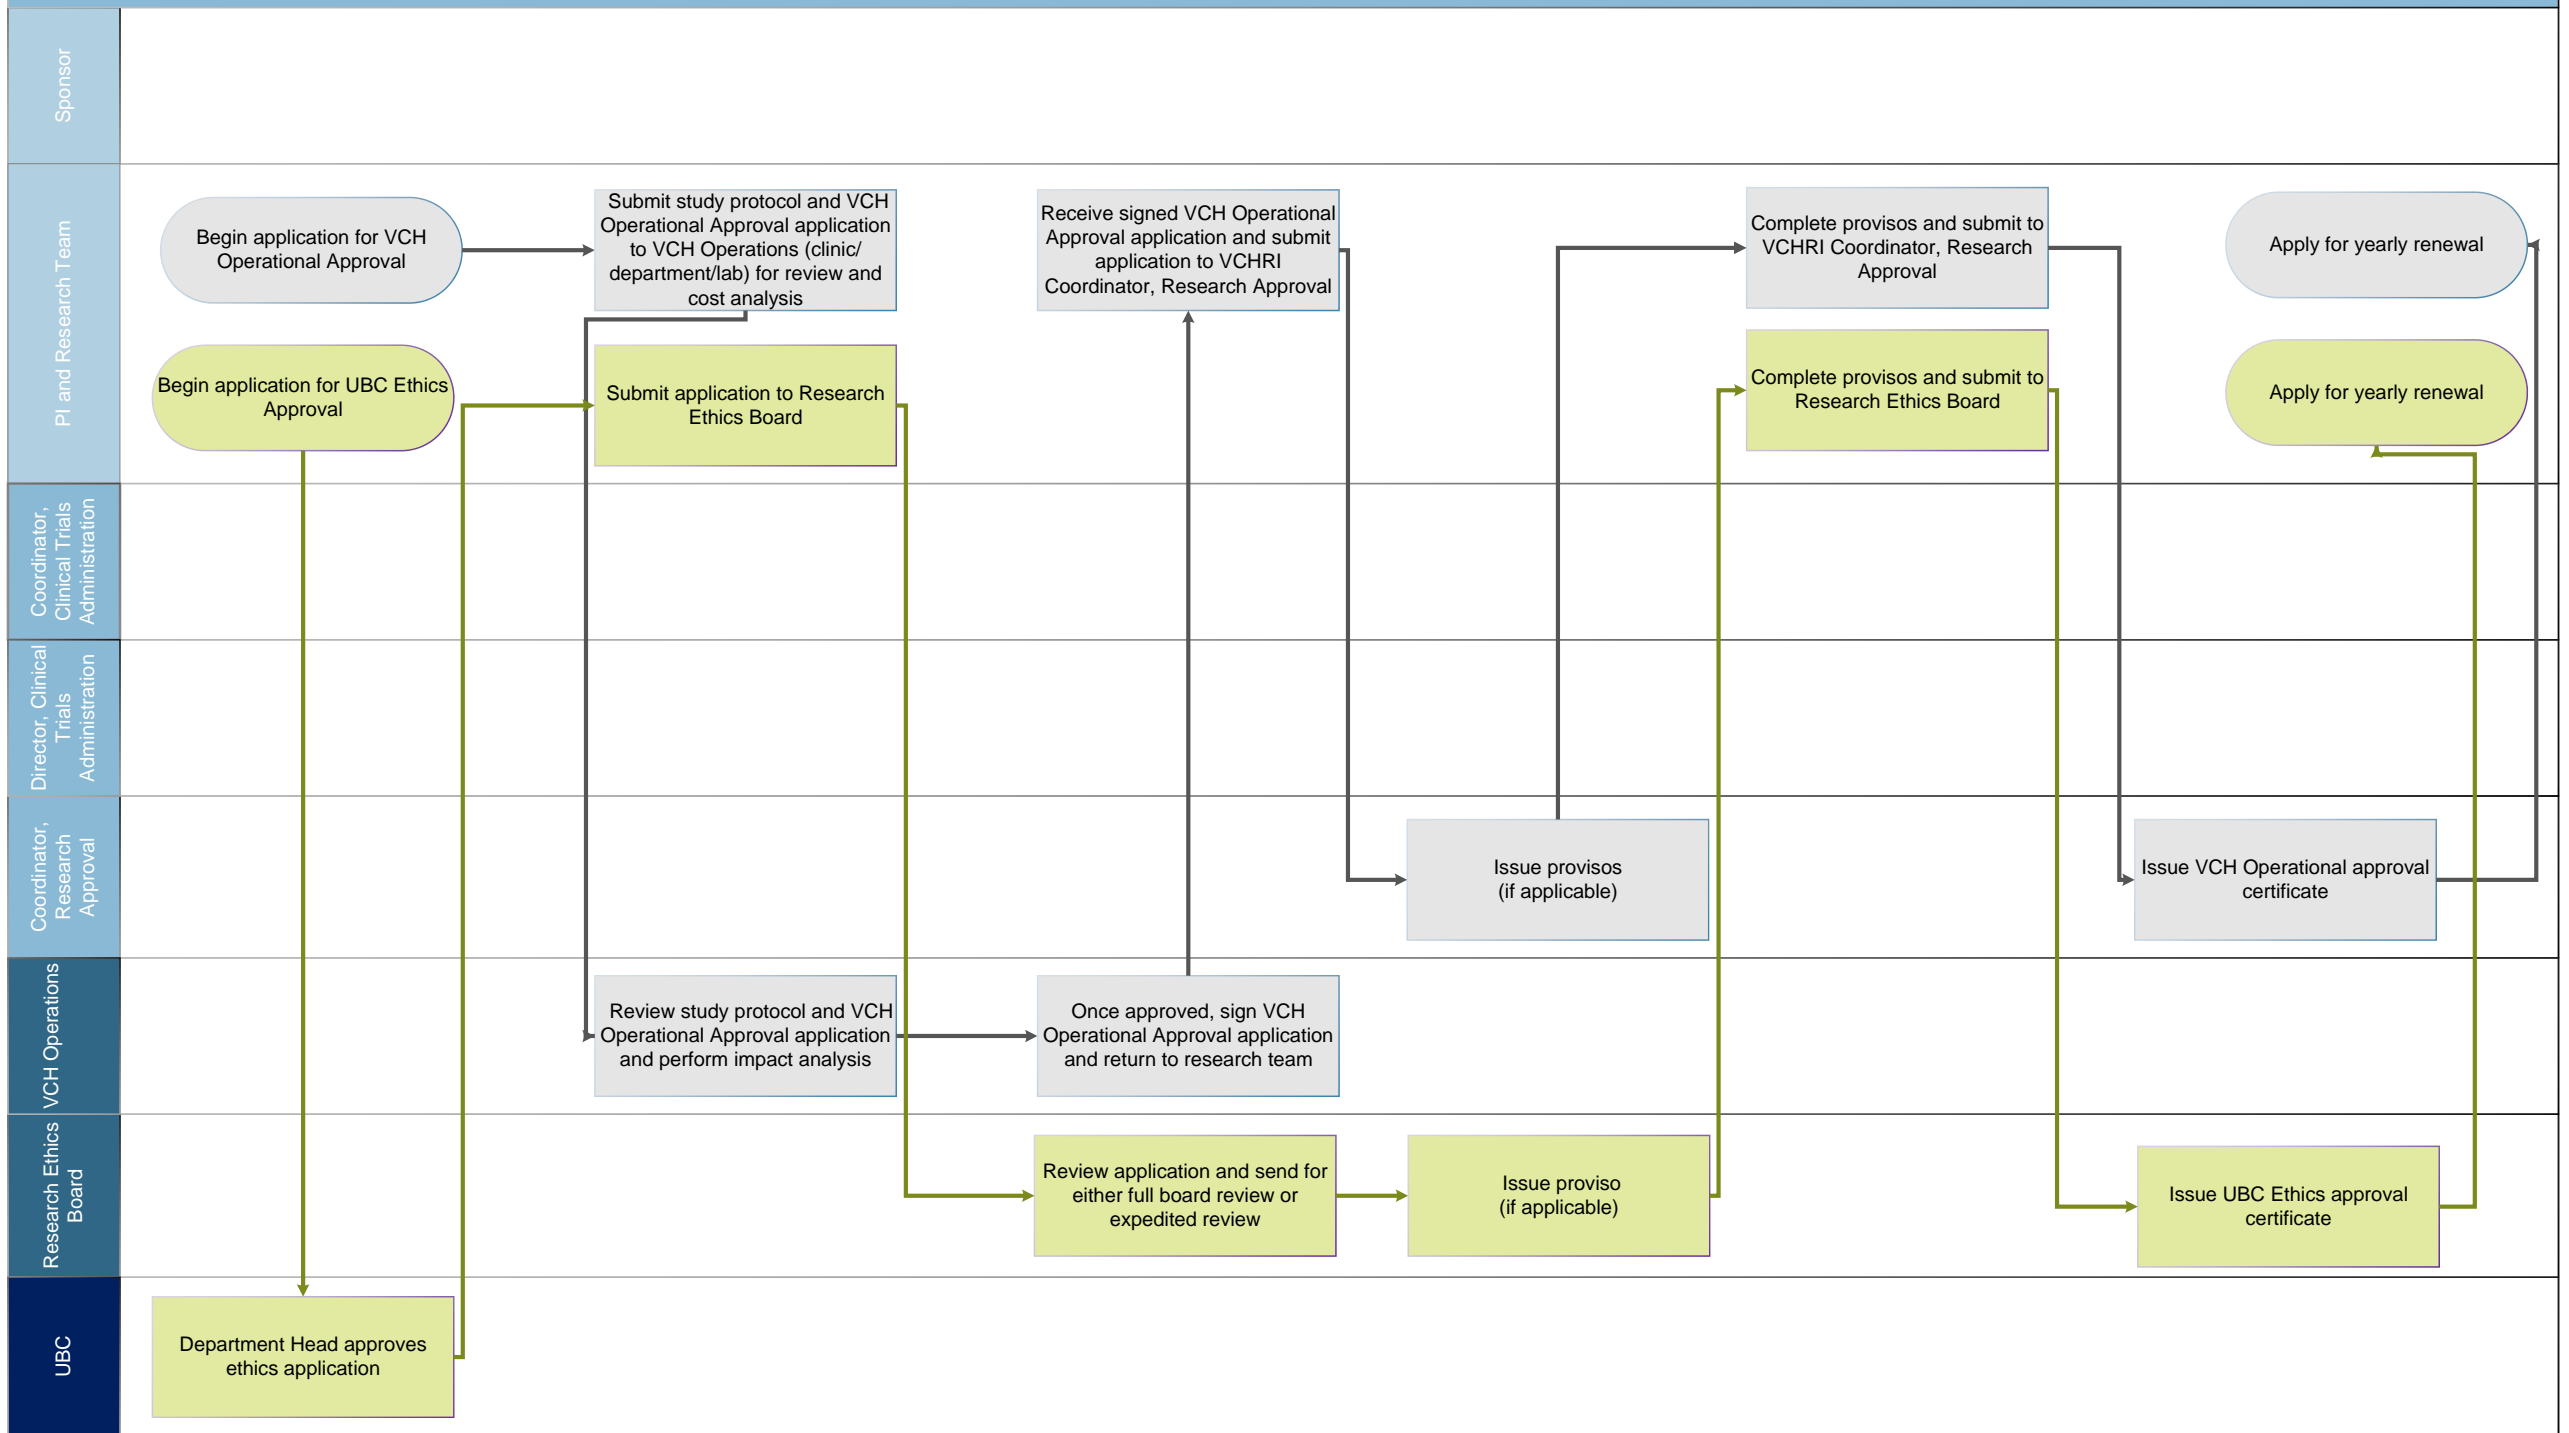 Sponsor
PI and Research Team
Begin application for VCH
Operational Approval
Submit study protocol and VCH
Operational Approval application
to VCH Operations (clinic/
department/lab) for review and
cost analysis
Receive signed VCH Operational
Approval application and submit
application to VCHRI
Coordinator, Research Approval
Complete provisos and submit to
VCHRI Coordinator, Research
Approval
Apply for yearly renewal
Begin application for UBC Ethics
Approval
Submit application to Research
Ethics Board
Complete provisos and submit to
Research Ethics Board
Apply for yearly renewal
Coordinator,
Clinical Trials
Administration
Director, Clinical
Trials
Administration
Coordinator,
Research
Approval
Issue provisos
(if applicable)
Issue VCH Operational approval
certificate
VCH Operations
Review study protocol and VCH
Operational Approval application
and perform impact analysis
Once approved, sign VCH
Operational Approval application
and return to research team
Research Ethics
Board
Review application and send for
either full board review or
expedited review
Issue proviso
(if applicable)
Issue UBC Ethics approval
certificate
UBC
Department Head approves
ethics application